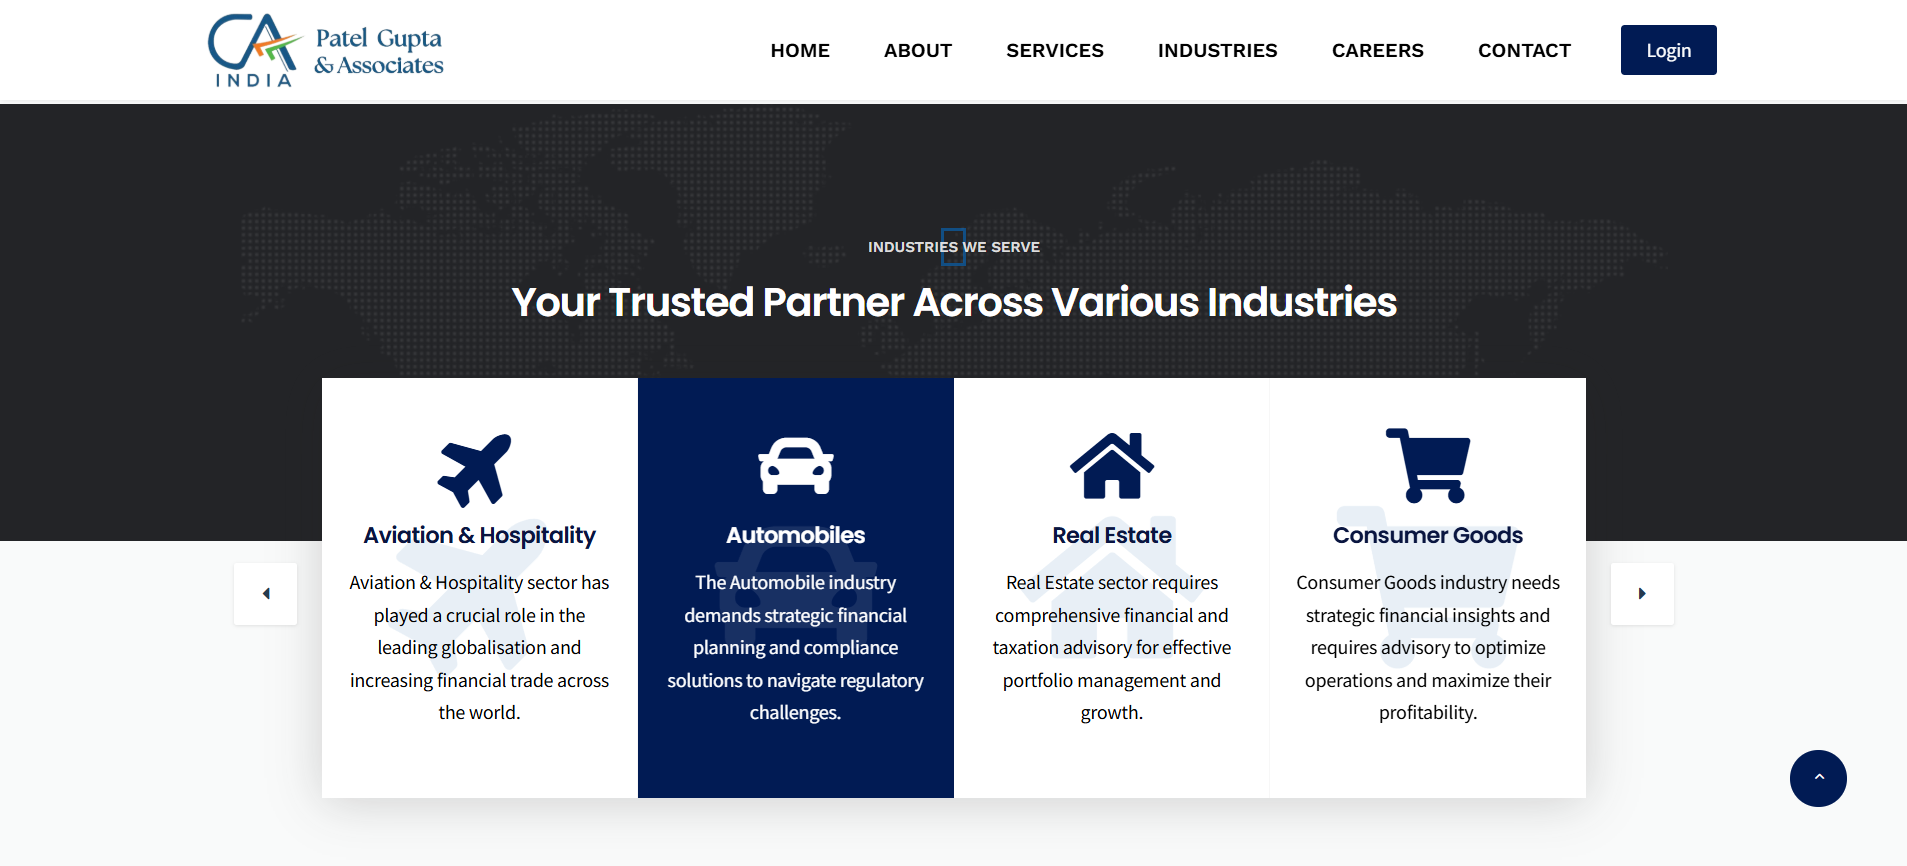 CA
INDIA
Patel Gupta
& Associates
HOME
ABOUT
SERVICES
INDUSTRIES
CAREERS
CONTACT
Login
INDUSTRIES WE SERVE
Your Trusted Partner Across Various Industries
Aviation & Hospitality
Aviation & Hospitality sector has
played a crucial role in the
leading globalisation and
increasing financial trade across
the world.
Automobiles
The Automobile industry
demands strategic financial
planning and compliance
solutions to navigate regulatory
challenges.
Real Estate
Real Estate sector requires
comprehensive financial and
taxation advisory for effective
portfolio management and
growth.
Consumer Goods
Consumer Goods industry needs
strategic financial insights and
requires advisory to optimize
operations and maximize their
profitability.